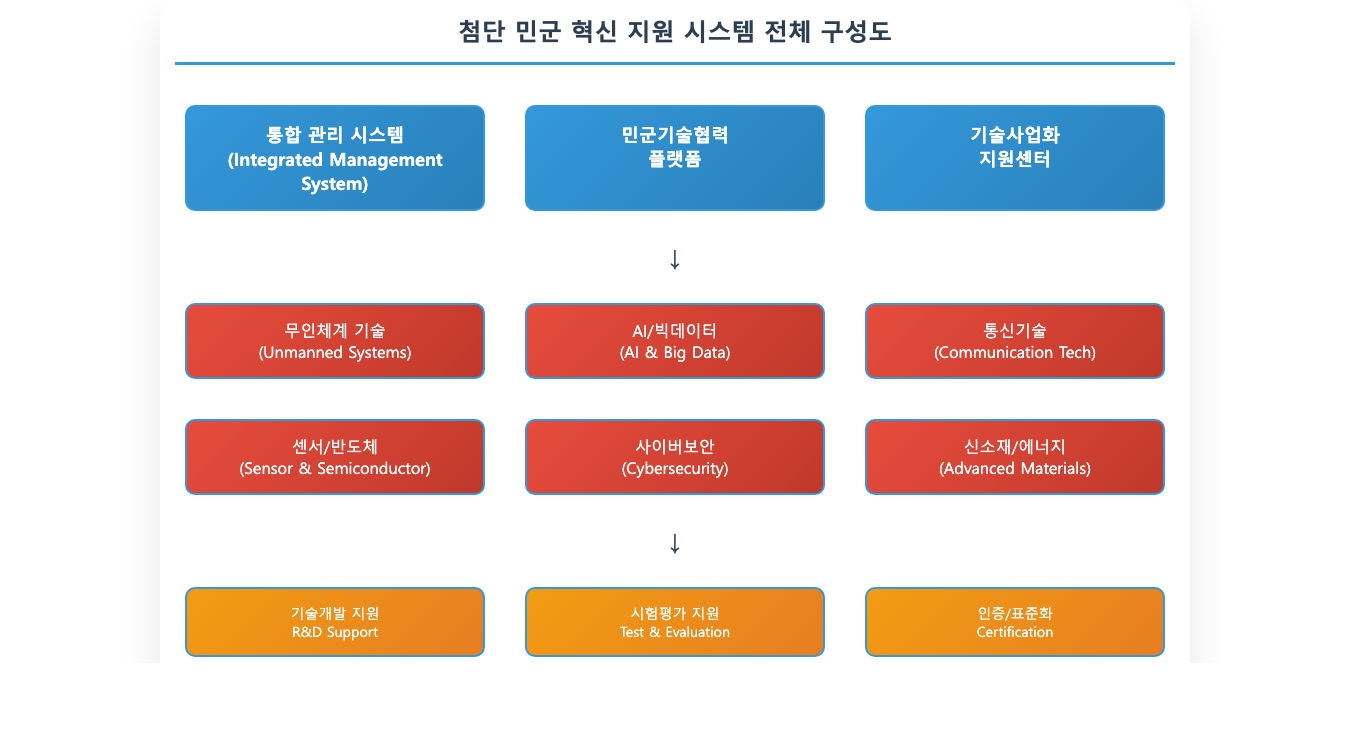 첨단 민군 혁신 지원 시스템 전체 구성도
통합 관리 시스템
(Integrated Management
System)
민군기술협력
플랫폼
기술사업화
지원센터
↓
무인체계 기술
(Unmanned Systems)
AI/빅데이터
(AI & Big Data)
통신기술
(Communication Tech)
센서/반도체
(Sensor & Semiconductor)
사이버보안
(Cybersecurity)
신소재/에너지
(Advanced Materials)
↓
기술개발 지원
R&D Support
시험평가 지원
Test & Evaluation
인증/표준화
Certification